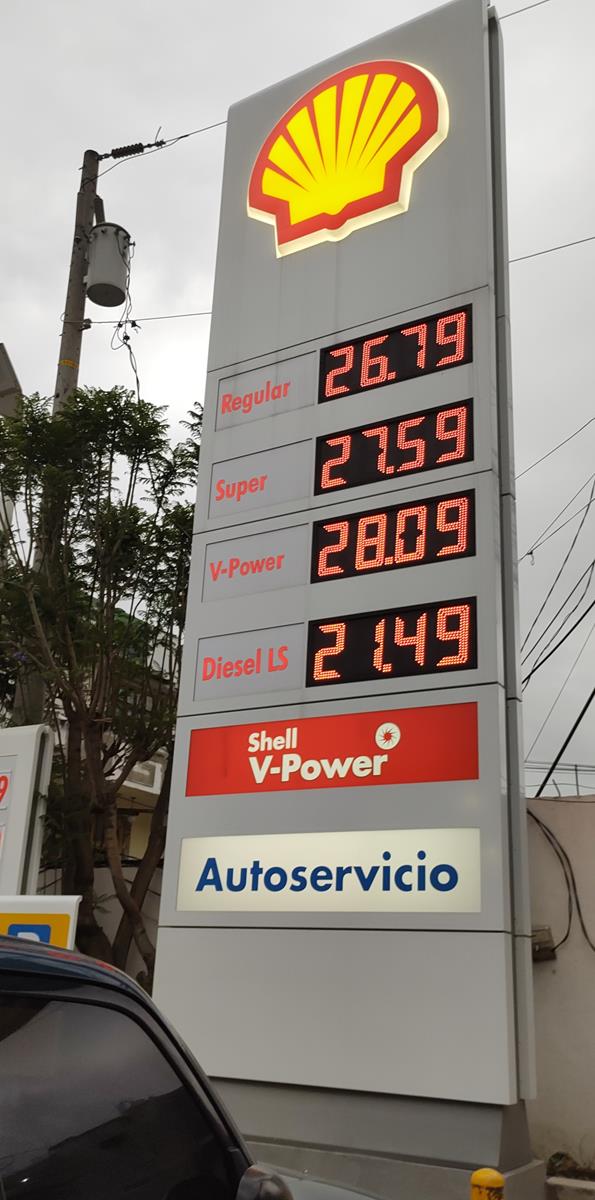 Regular 26.79
Super 27.59
V-Power 28.09
Diesel LS 21.49
Shell
V-Power
Autoservicio